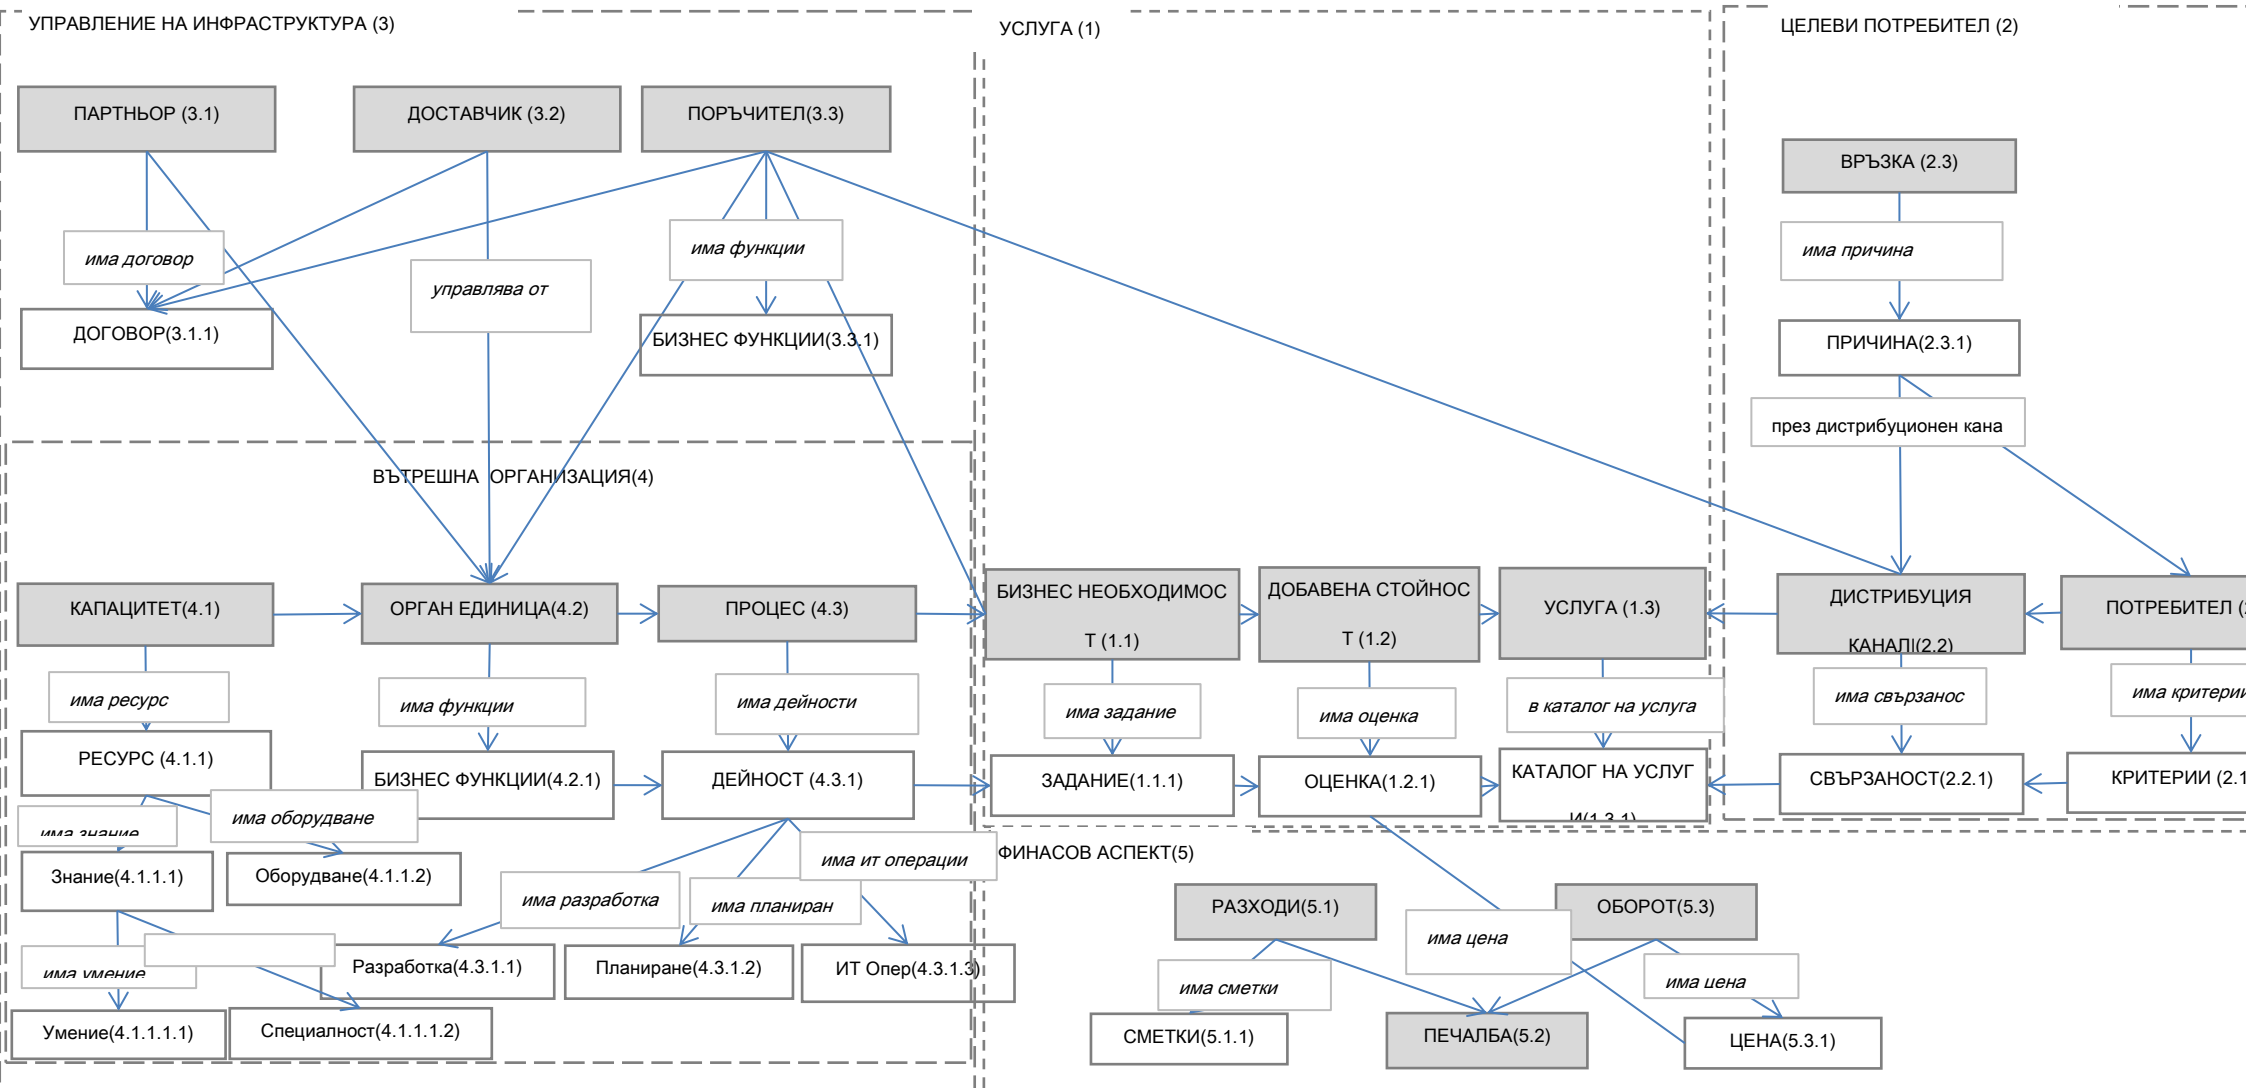 УПРАВЛЕНИЕ НА ИНФРАСТРУКТУРА (3)
УСЛУГА (1)
ЦЕЛЕВИ ПОТРЕБИТЕЛ (2)
ПАРТНЬОР (3.1)
ДОСТАВЧИК (3.2)
ПОРЪЧИТЕЛ(3.3)
ВРЪЗКА (2.3)
има договор
управлява от
има функции
има причина
ДОГОВОР(3.1.1)
БИЗНЕС ФУНКЦИИ(3.3.1)
ПРИЧИНА(2.3.1)
през дистрибуционен кана
ВЪТРЕШНА ОРГАНИЗАЦИЯ(4)
КАПАЦИТЕТ(4.1)
ОРГАН ЕДИНИЦА(4.2)
ПРОЦЕС (4.3)
БИЗНЕС НЕОБХОДИМОС
Т (1.1)
ДОБАВЕНА СТОЙНОС
Т (1.2)
УСЛУГА (1.3)
ДИСТРИБУЦИЯ
КАНАЛ|(2.2)
ПОТРЕБИТЕЛ (
има ресурс
има функции
има дейности
има задание
има оценка
в каталог на услуга
има свързанос
има критерии
РЕСУРС (4.1.1)
БИЗНЕС ФУНКЦИИ(4.2.1)
ДЕЙНОСТ (4.3.1)
ЗАДАНИЕ(1.1.1)
ОЦЕНКА(1.2.1)
КАТАЛОГ НА УСЛУГ
И(1.3.1)
СВЪРЗАНОСТ(2.2.1)
КРИТЕРИИ (2.1
има знание
има оборудване
има ит операции
ФИНАСОВ АСПЕКТ(5)
Знание(4.1.1.1)
Оборудване(4.1.1.2)
има разработка
има планиран
РАЗХОДИ(5.1)
ОБОРОТ(5.3)
има цена
има умение
Разработка(4.3.1.1)
Планиране(4.3.1.2)
ИТ Опер(4.3.1.3)
има сметки
има цена
Умение(4.1.1.1.1)
Специалност(4.1.1.1.2)
СМЕТКИ(5.1.1)
ПЕЧАЛБА(5.2)
ЦЕНА(5.3.1)